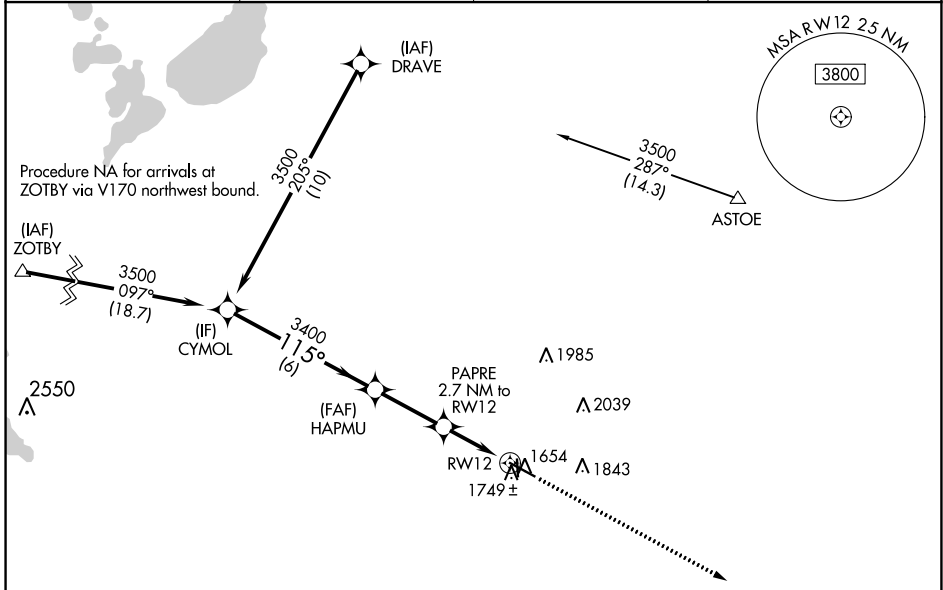 (IAF)
DRAVE
MSA RW12 25 NM
3800
3500
205°
(10)
3500
287°
(14.3)
ASTOE
Procedure NA for arrivals at
ZOTBY via V170 northwest bound.
(IAF)
ZOTBY
3500
097°
(18.7)
(IF)
CYMOL
3400
115°
(6)
(FAF)
HAPMU
PAPRE
2.7 NM to
RW12
1985
2550
2039
RW12
1654
1843
1749 ±